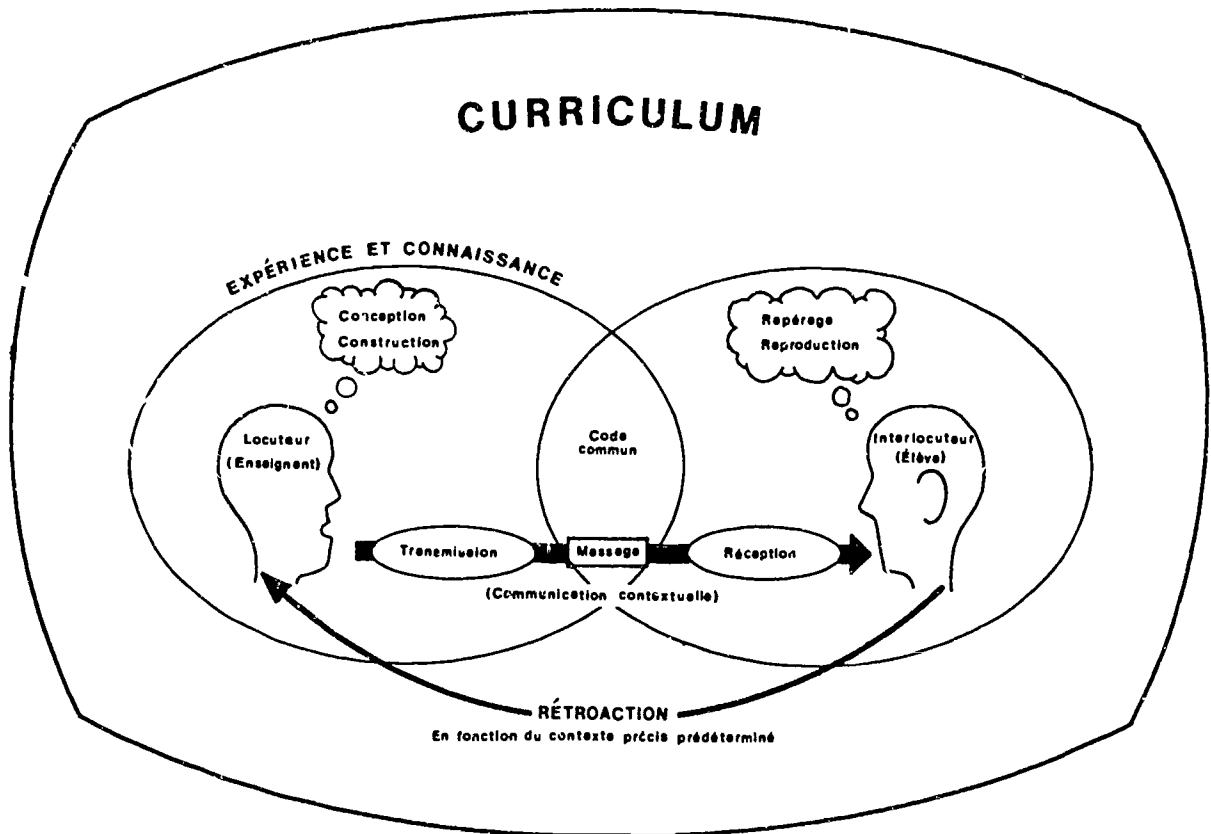 CURRICULUM
EXPÉRIENCE ET CONNAISSANCE
Conception
Construction
Repérage
Reproduction
Locuteur
(Enseignant)
Code
commun
Interlocuteur
(Élève)
Transmission
Message
Réception
(Communication contextuelle)
RÉTROACTION
En fonction du contexte précis prédéterminé